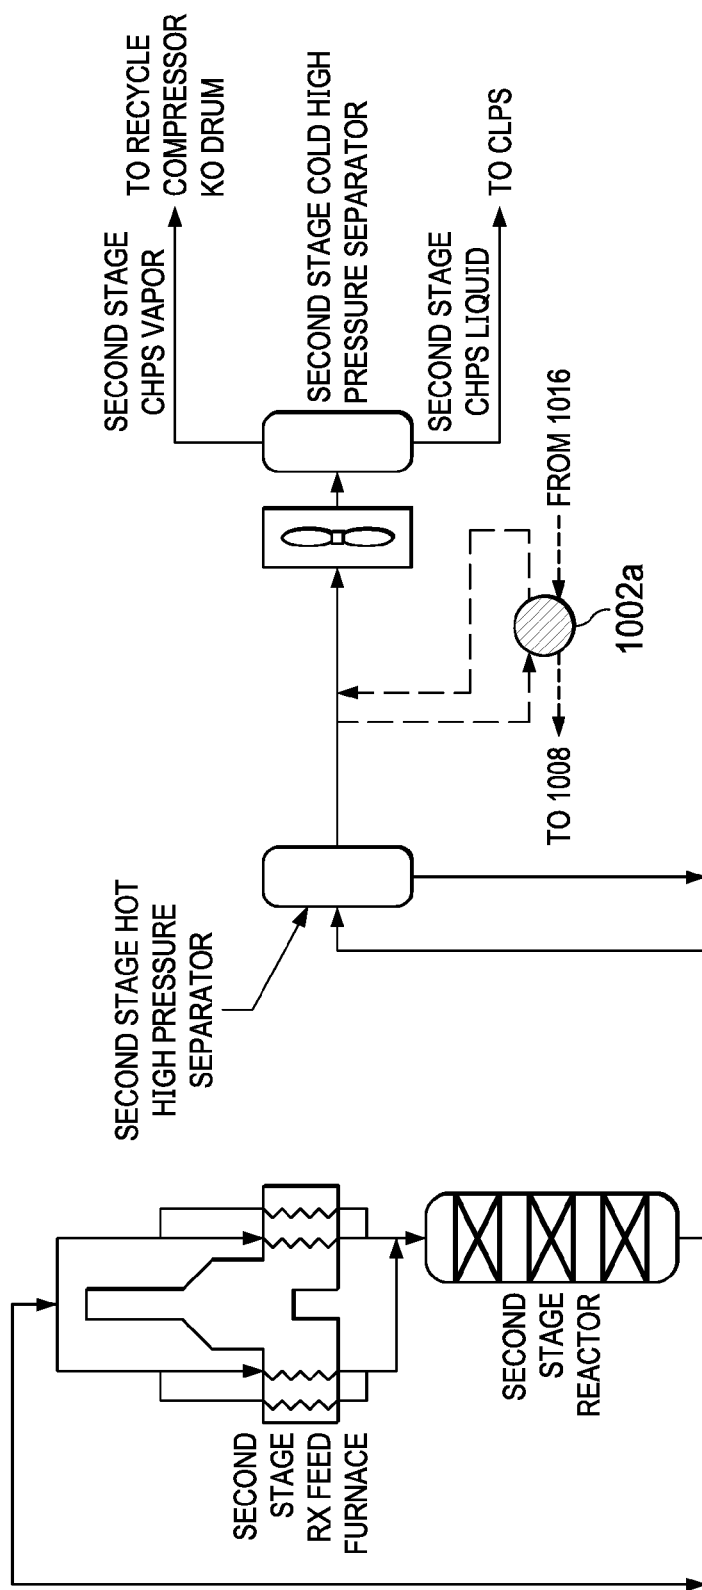 TO RECYCLE
COMPRESSOR
KO DRUM
SECOND STAGE
CHPS VAPOR
SECOND STAGE COLD HIGH
PRESSURE SEPARATOR
SECOND STAGE
CHPS LIQUID
TO CLPS
FROM 1016
1002a
TO 1008
SECOND STAGE HOT
HIGH PRESSURE
SEPARATOR
SECOND
STAGE
RX FEED
FURNACE
SECOND
STAGE
REACTOR